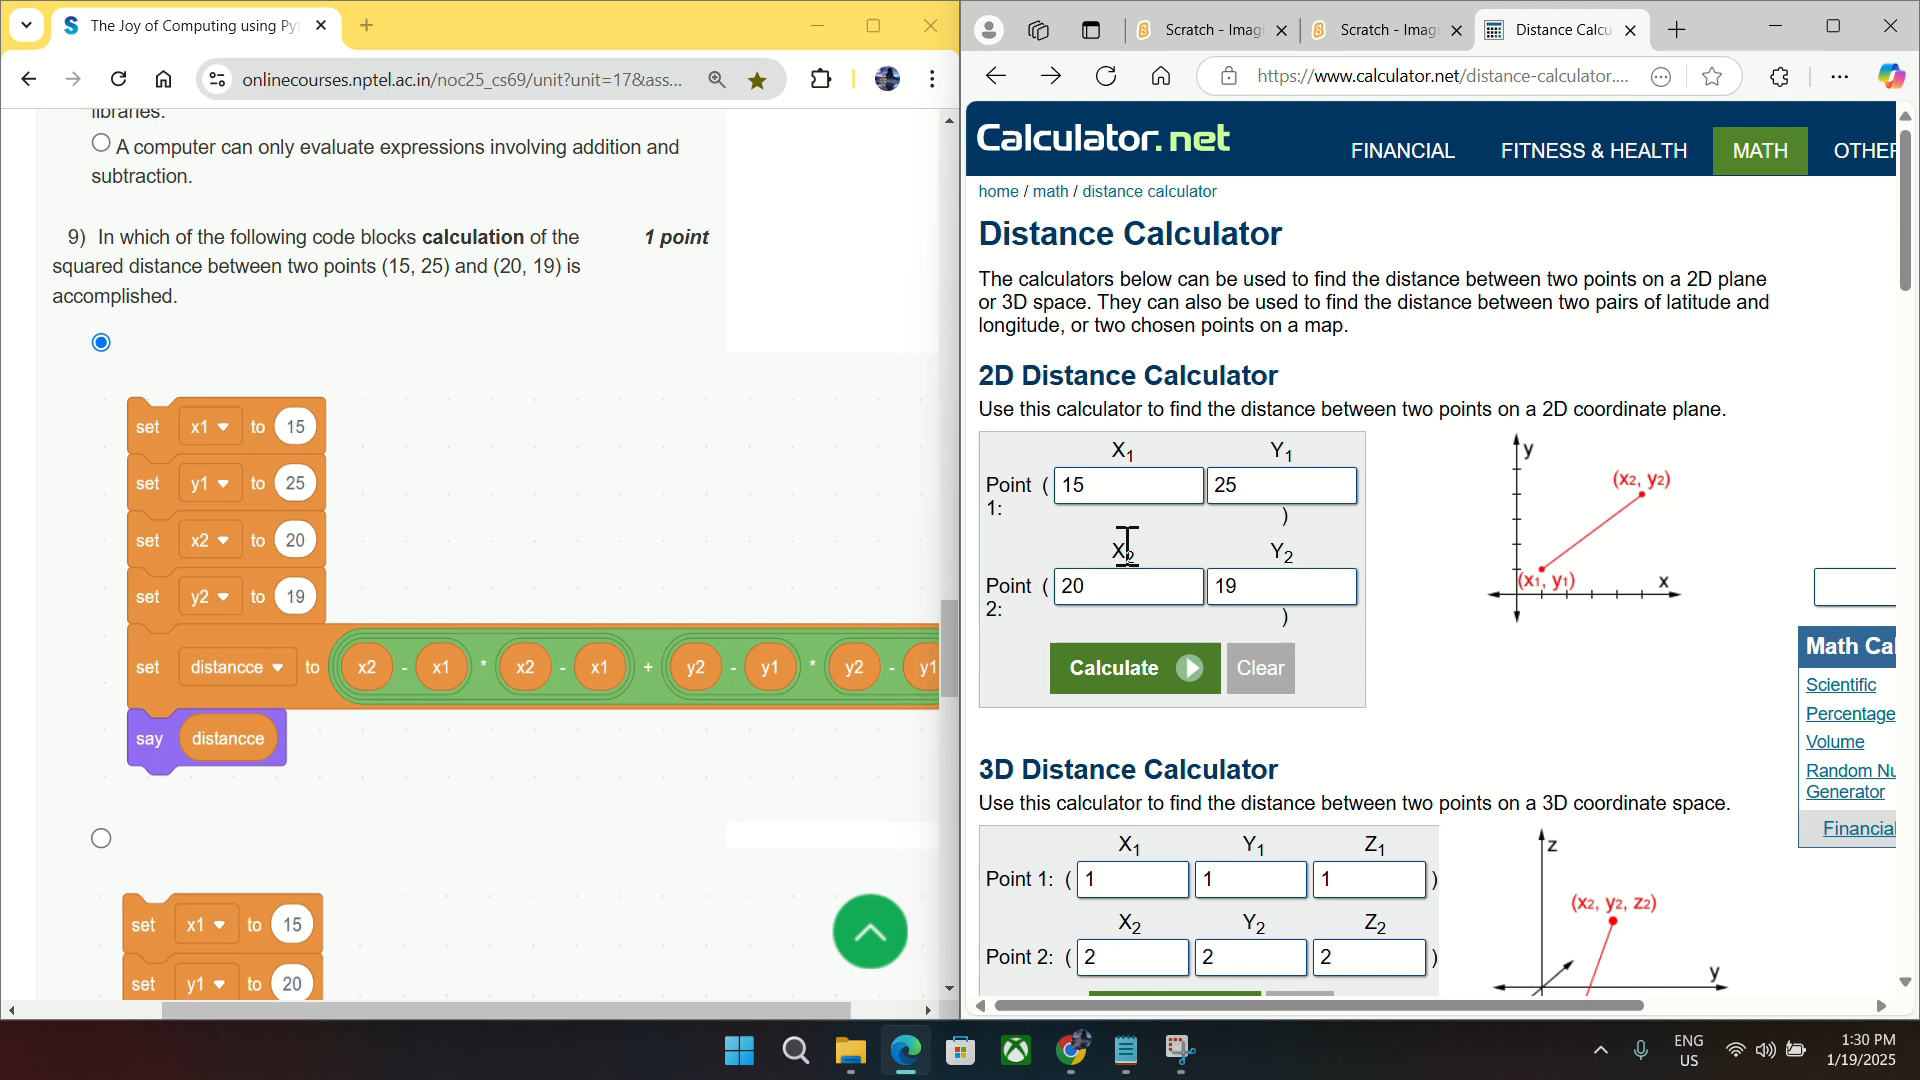 The Joy of Computing using Pyt
onlinecourses.nptel.ac.in/noc25_cs69/unit?unit=17&ass...
libraries.
A computer can only evaluate expressions involving addition and
subtraction.
9) In which of the following code blocks calculation of the
1 point
squared distance between two points (15, 25) and (20, 19) is
accomplished.
set x1 to 15
set y1 to 25
set x2 to 20
set y2 to 19
set distancce to x2 - x1 * x2 - x1 + y2 - y1 * y2 - y1
say distancce
set x1 to 15
set y1 to 20
Scratch - Imag
Scratch - Imag
Distance Calcu
https://www.calculator.net/distance-calculator....
Calculator.net
FINANCIAL FITNESS & HEALTH MATH OTHER
home / math / distance calculator
Distance Calculator
The calculators below can be used to find the distance between two points on a 2D plane
or 3D space. They can also be used to find the distance between two pairs of latitude and
longitude, or two chosen points on a map.
2D Distance Calculator
Use this calculator to find the distance between two points on a 2D coordinate plane.
X1 Y1
Point ( 15 25
1: )
X2 Y2
Point ( 20 19
2: )
Calculate Clear
y
(x2, y2)
(x1, y1)
x
Math Cal
Scientific
Percentage
Volume
Random Nu
Generator
Financial
3D Distance Calculator
Use this calculator to find the distance between two points on a 3D coordinate space.
X1 Y1 Z1
Point 1: ( 1 1 1 )
X2 Y2 Z2
Point 2: ( 2 2 2 )
z
(x2, y2, z2)
y
ENG
US
1:30 PM
1/19/2025